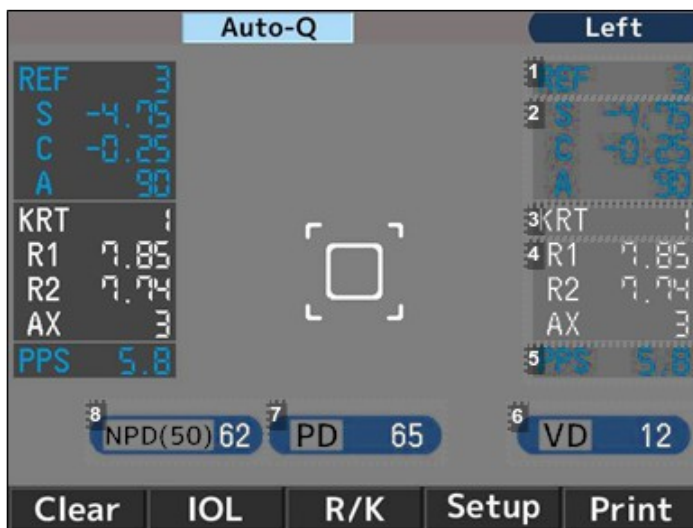 Auto-Q Left
REF 3
S -4.75
C -0.25
A 90
KRT 1
R1 7.85
R2 7.74
AX 3
PPS 5.8
1 REF 3
2 S -4.75
C -0.25
A 90
3 KRT 1
4 R1 7.85
R2 7.74
AX 3
5 PPS 5.8
8 NPD(50) 62 7 PD 65 6 VD 12
Clear IOL R/K Setup Print